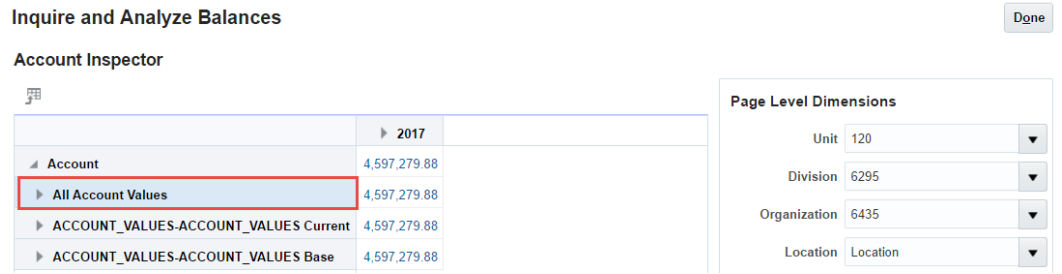 Inquire and Analyze Balances
Done
Account Inspector
2017
Account 4,597,279.88
All Account Values 4,597,279.88
ACCOUNT_VALUES-ACCOUNT_VALUES Current 4,597,279.88
ACCOUNT_VALUES-ACCOUNT_VALUES Base 4,597,279.88
Page Level Dimensions
Unit 120
Division 6295
Organization 6435
Location Location